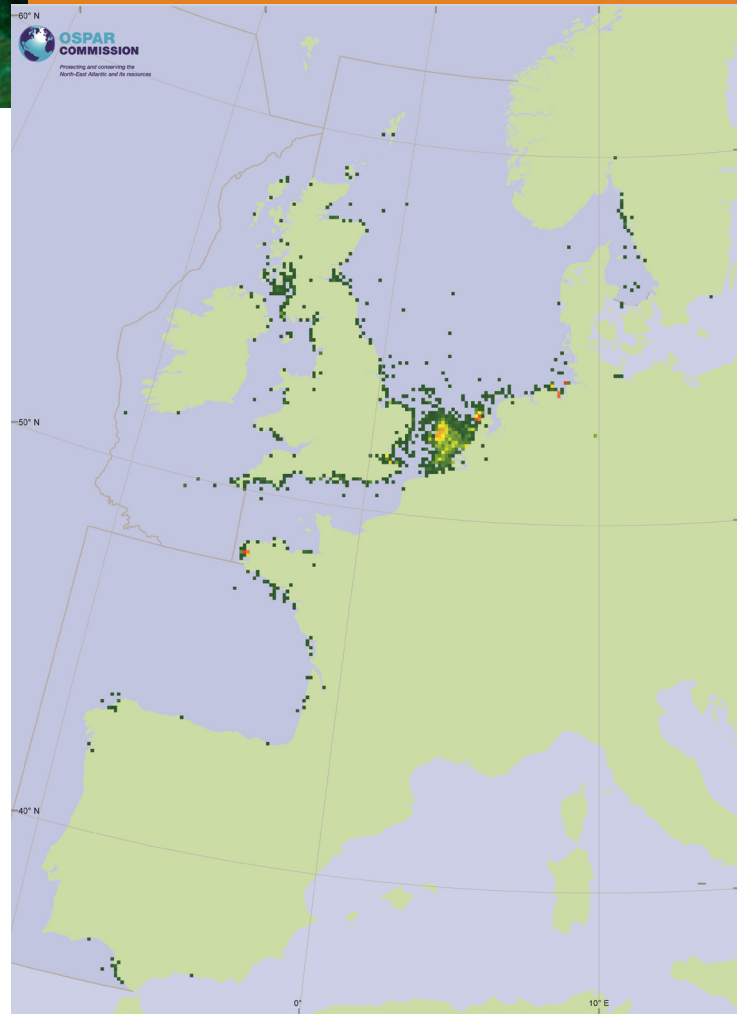 60° N
OSPAR
COMMISSION
Protecting and conserving the
North-East Atlantic and its resources
50° N
40° N
0°
10° E